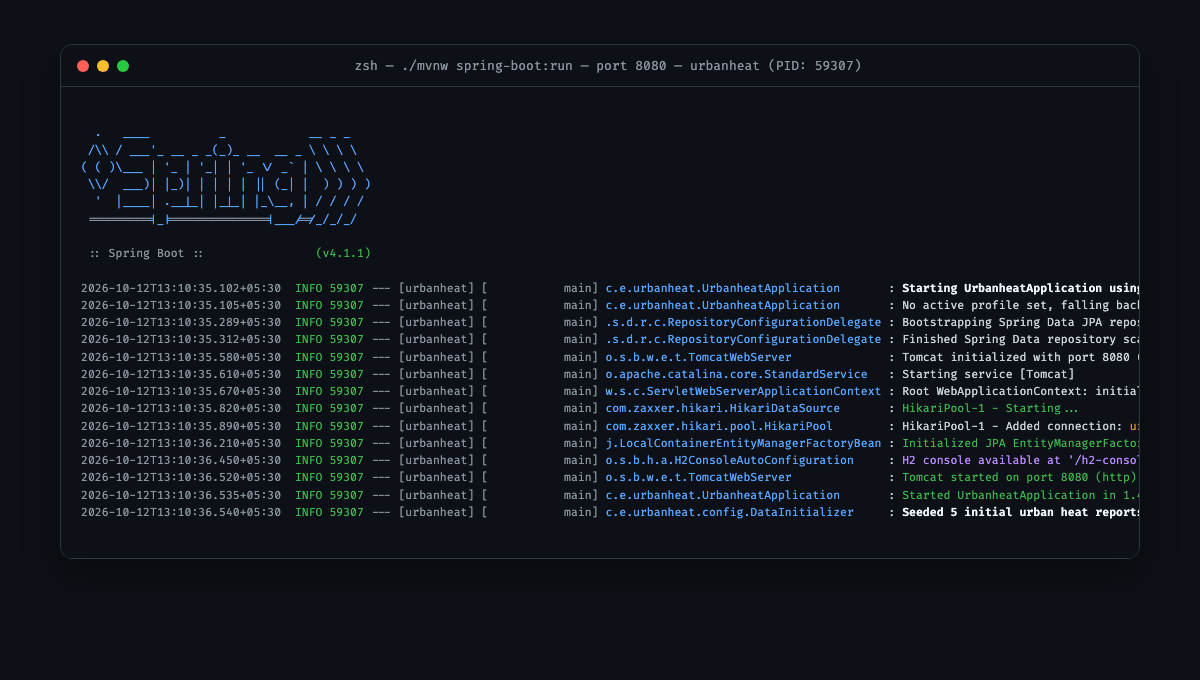 zsh — ./mvnw spring-boot:run — port 8080 — urbanheat (PID: 59307)
  .   ____          _            __ _ _
 /\\ / ___'_ __ _ _(_)_ __  __ _ \ \ \ \
( ( )\___ | '_ | '_| | '_ \/ _` | \ \ \ \
 \\/  ___)| |_)| | | | | || (_| |  ) ) ) )
  '  |____| .__|_| |_|_| |_\__, | / / / /
 =========|_|==============|___/=/_/_/_/
 :: Spring Boot ::                (v4.1.1)
2026-10-12T13:10:35.102+05:30  INFO 59307 --- [urbanheat] [           main] c.e.urbanheat.UrbanheatApplication       : Starting UrbanheatApplication using
2026-10-12T13:10:35.105+05:30  INFO 59307 --- [urbanheat] [           main] c.e.urbanheat.UrbanheatApplication       : No active profile set, falling
2026-10-12T13:10:35.289+05:30  INFO 59307 --- [urbanheat] [           main] .s.d.r.c.RepositoryConfigurationDelegate : Bootstrapping Spring Data JPA
2026-10-12T13:10:35.312+05:30  INFO 59307 --- [urbanheat] [           main] .s.d.r.c.RepositoryConfigurationDelegate : Finished Spring Data repository
2026-10-12T13:10:35.580+05:30  INFO 59307 --- [urbanheat] [           main] o.s.b.w.e.t.TomcatWebServer              : Tomcat initialized with port 8080
2026-10-12T13:10:35.610+05:30  INFO 59307 --- [urbanheat] [           main] o.apache.catalina.core.StandardService   : Starting service [Tomcat]
2026-10-12T13:10:35.670+05:30  INFO 59307 --- [urbanheat] [           main] w.s.c.ServletWebServerApplicationContext : Root WebApplicationContext:
2026-10-12T13:10:35.820+05:30  INFO 59307 --- [urbanheat] [           main] com.zaxxer.hikari.HikariDataSource       : HikariPool-1 - Starting...
2026-10-12T13:10:35.890+05:30  INFO 59307 --- [urbanheat] [           main] com.zaxxer.hikari.pool.HikariPool        : HikariPool-1 - Added connection:
2026-10-12T13:10:36.210+05:30  INFO 59307 --- [urbanheat] [           main] j.LocalContainerEntityManagerFactoryBean : Initialized JPA
2026-10-12T13:10:36.450+05:30  INFO 59307 --- [urbanheat] [           main] o.s.b.h.a.H2ConsoleAutoConfiguration     : H2 console available at
2026-10-12T13:10:36.520+05:30  INFO 59307 --- [urbanheat] [           main] o.s.b.w.e.t.TomcatWebServer              : Tomcat started on port 8080 (http)
2026-10-12T13:10:36.535+05:30  INFO 59307 --- [urbanheat] [           main] c.e.urbanheat.UrbanheatApplication       : Started UrbanheatApplication in
2026-10-12T13:10:36.540+05:30  INFO 59307 --- [urbanheat] [           main] c.e.urbanheat.config.DataInitializer     : Seeded 5 initial urban heat reports